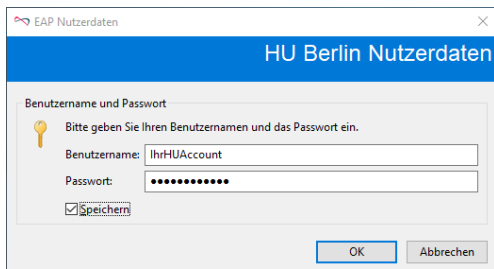 EAP Nutzerdaten
HU Berlin Nutzerdaten
Benutzername und Passwort
Bitte geben Sie Ihren Benutzernamen und das Passwort ein.
Benutzername: IhrHUAccount
Passwort: ••••••••••••
Speichern
OK Abbrechen